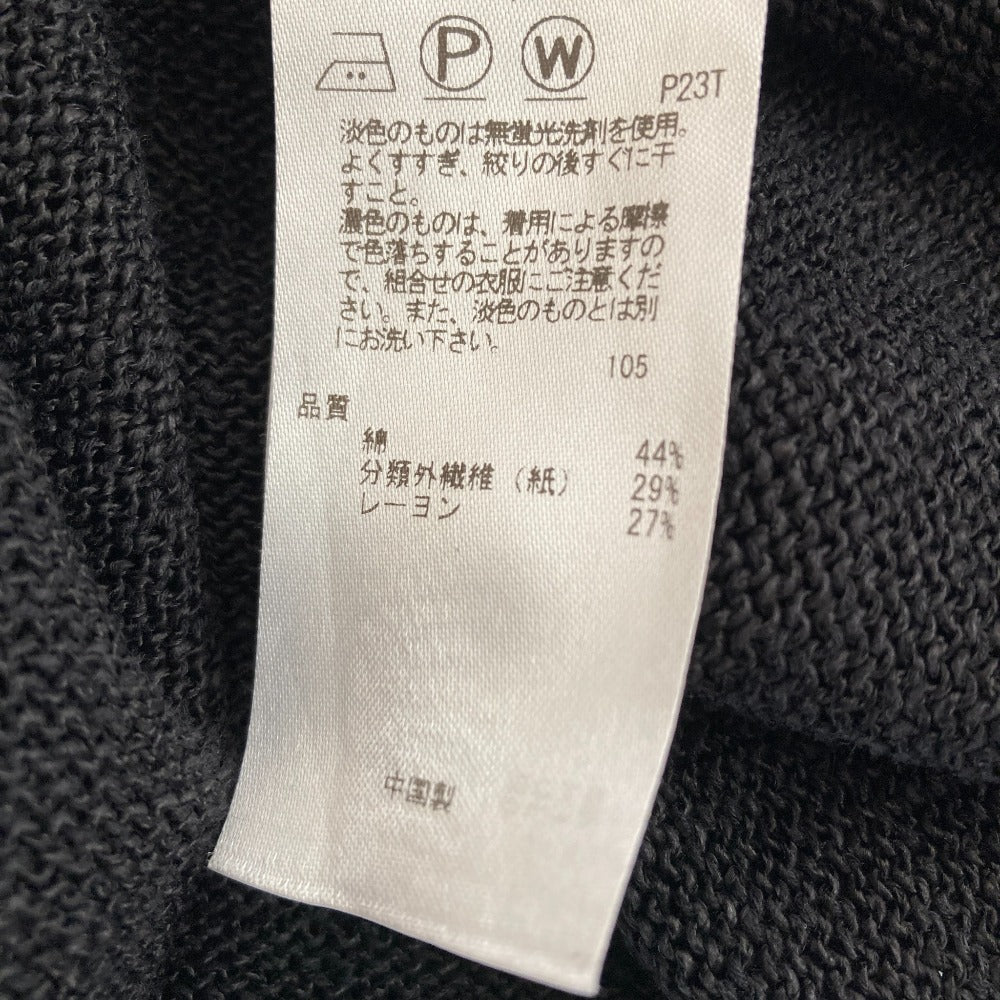 P W P23T
淡色のものは無蛍光洗剤を使用。
よくすすぎ、絞りの後すぐに干
すこと。
濃色のものは、着用による摩擦
で色落ちすることがありますの
で、組合せの衣服にご注意くだ
さい。また、淡色のものとは別
にお洗い下さい。
105
品質
綿 44%
分類外繊維（紙） 29%
レーヨン 27%
中国製